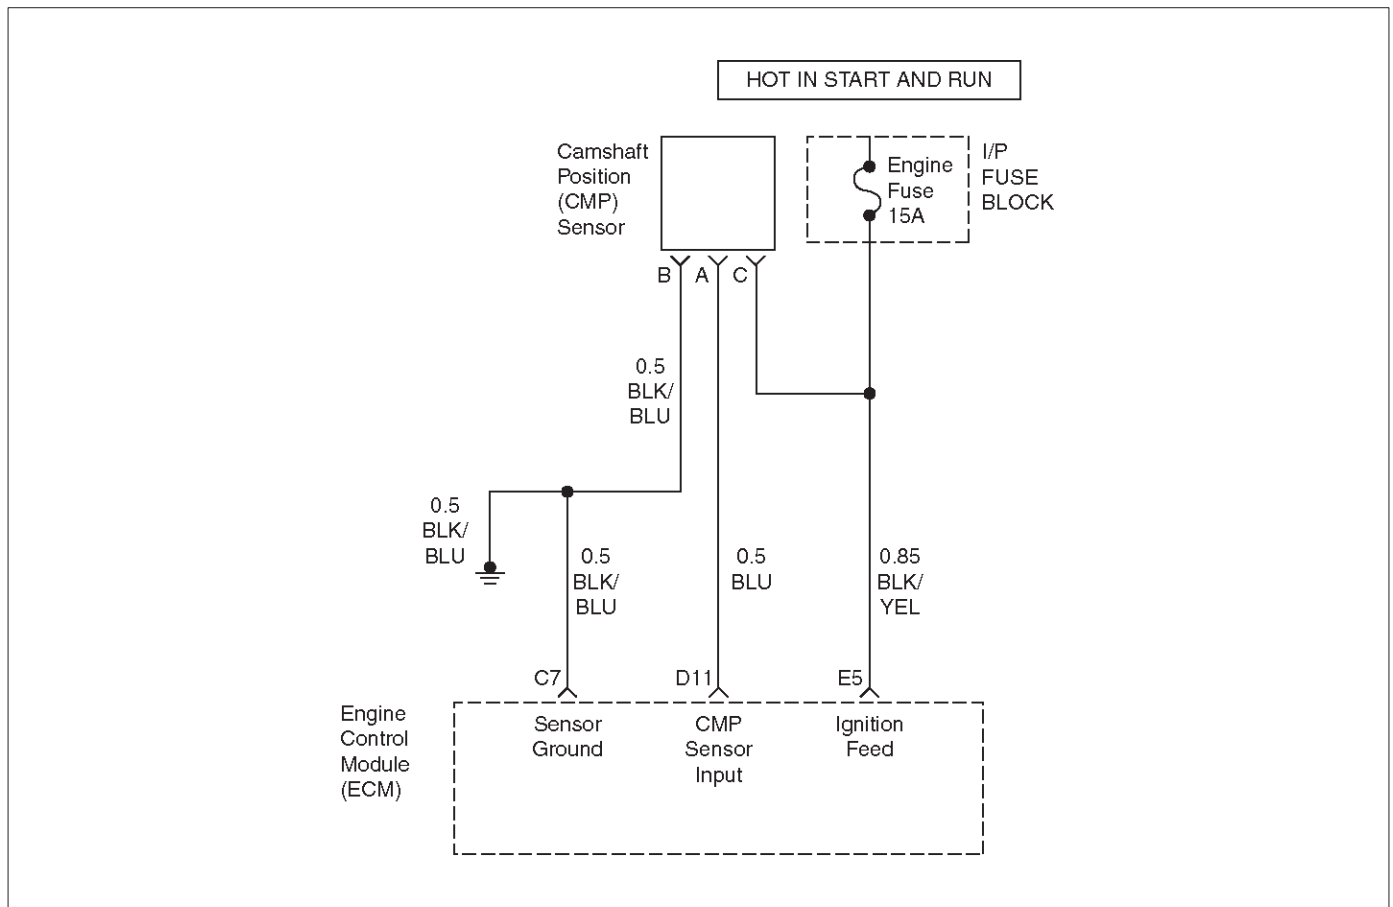 HOT IN START AND RUN
Camshaft
Position
(CMP)
Sensor
Engine
Fuse
15A
I/P
FUSE
BLOCK
B
A
C
0.5
BLK/
BLU
0.5
BLK/
BLU
0.5
BLK/
BLU
0.5
BLU
0.85
BLK/
YEL
C7
D11
E5
Engine
Control
Module
(ECM)
Sensor
Ground
CMP
Sensor
Input
Ignition
Feed